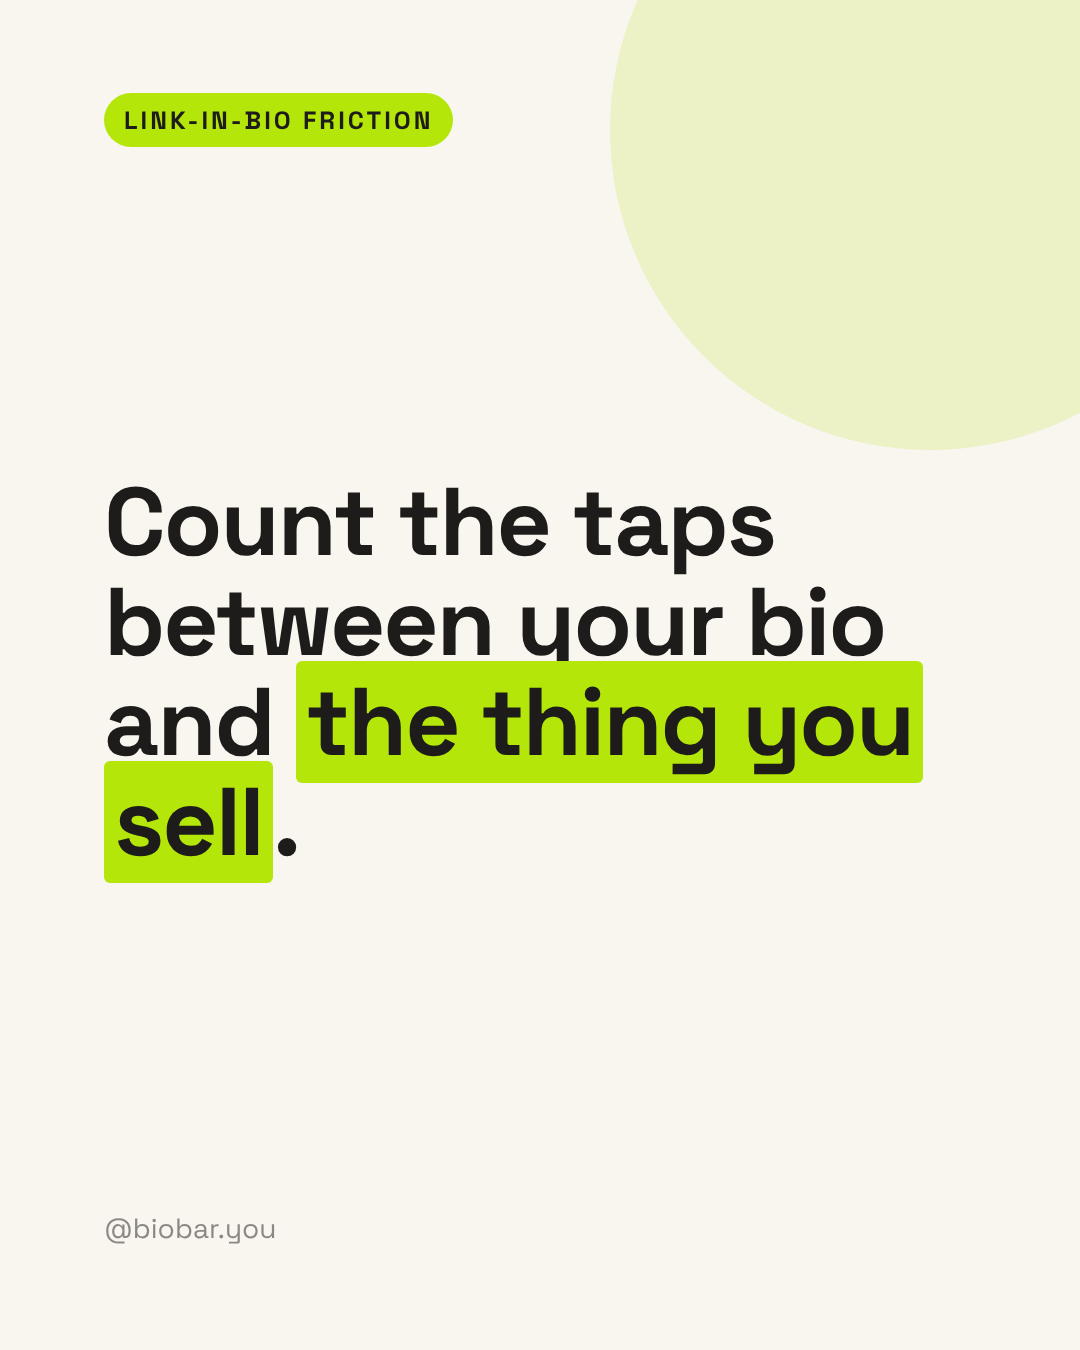 LINK-IN-BIO FRICTION
Count the taps
between your bio
and the thing you
sell.
@biobar.you